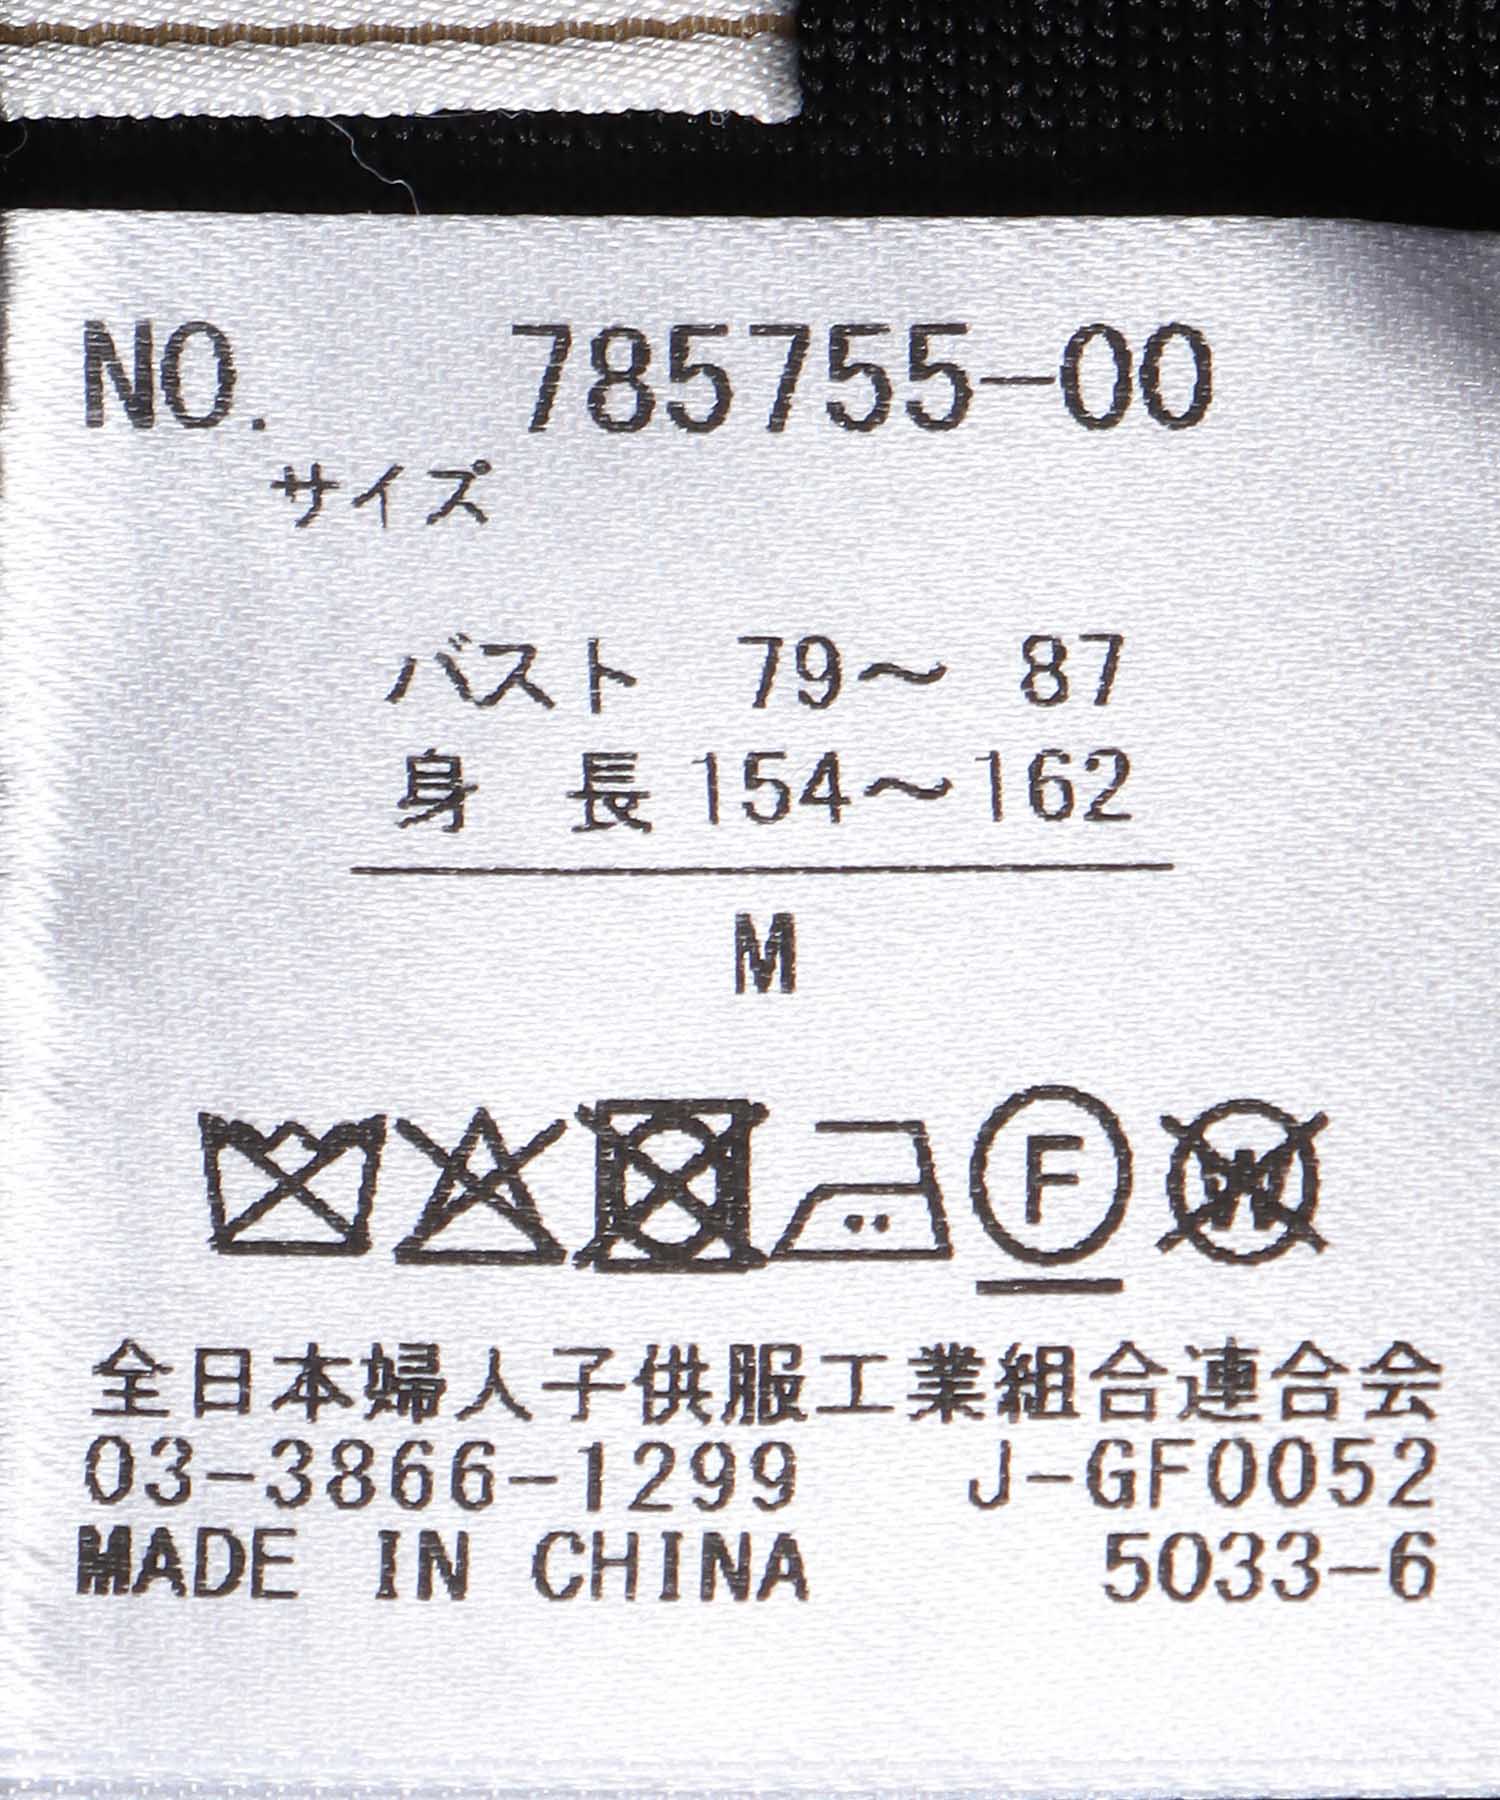 NO. 785755-00
サイズ
バスト 79〜 87
身 長 154〜162
M
F
W
全日本婦人子供服工業組合連合会
03-3866-1299 J-GF0052
MADE IN CHINA 5033-6